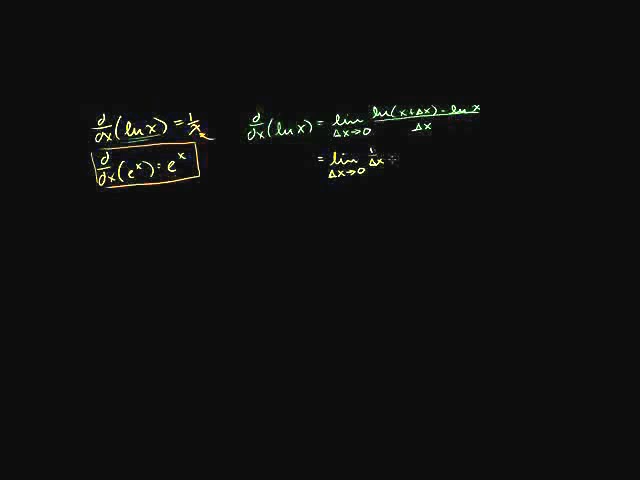 d/dx (ln x) = 1/x
d/dx (e^x) = e^x
d/dx (ln x) = lim Δx→0 (ln(x+Δx) - ln x)/Δx
= lim Δx→0 1/Δx